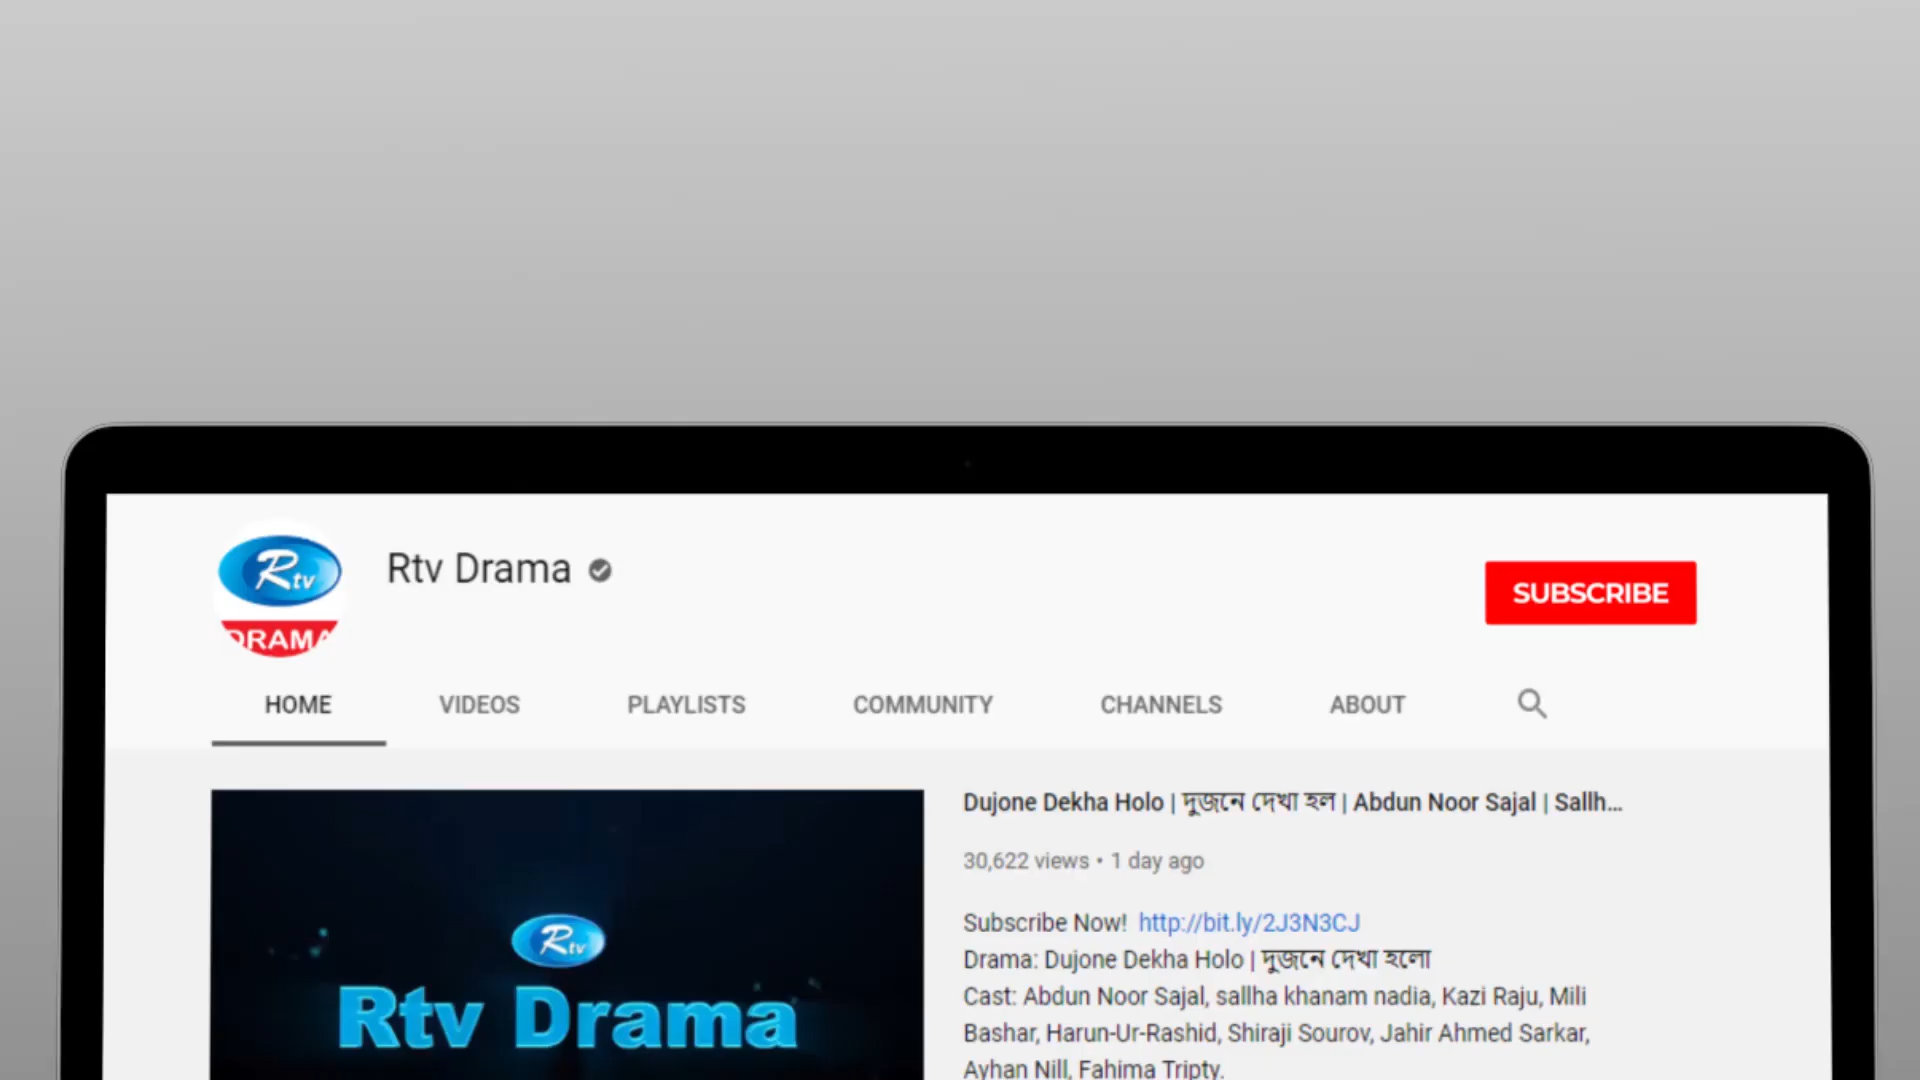 Rtv
DRAMA
Rtv Drama
SUBSCRIBE
HOME VIDEOS PLAYLISTS COMMUNITY CHANNELS ABOUT
Dujone Dekha Holo | দুজনে দেখা হল | Abdun Noor Sajal | Sallh...
30,622 views • 1 day ago
Subscribe Now! http://bit.ly/2J3N3CJ
Drama: Dujone Dekha Holo | দুজনে দেখা হলো
Cast: Abdun Noor Sajal, sallha khanam nadia, Kazi Raju, Mili
Bashar, Harun-Ur-Rashid, Shiraji Sourov, Jahir Ahmed Sarkar,
Ayhan Nill, Fahima Tripty.
Rtv
Rtv Drama